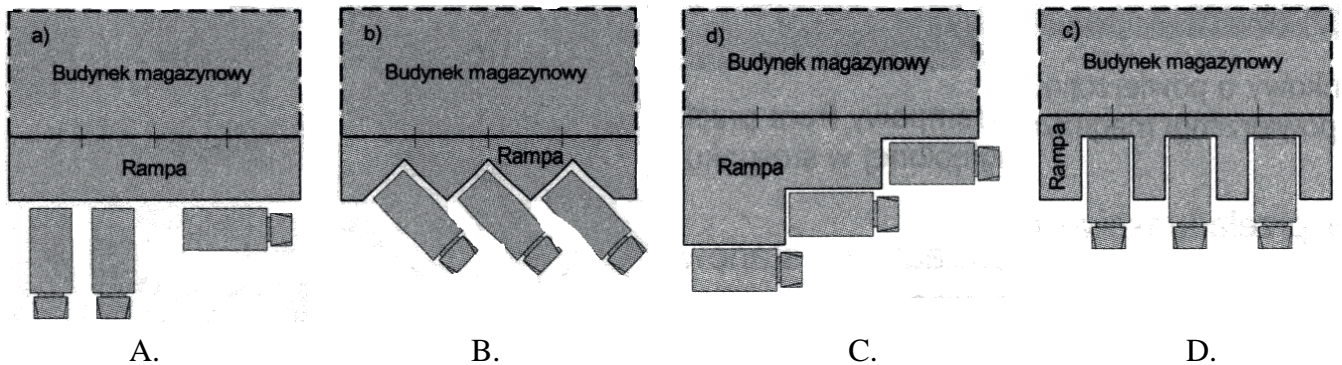 a)
Budynek magazynowy
Rampa
b)
Budynek magazynowy
Rampa
d)
Budynek magazynowy
Rampa
c)
Budynek magazynowy
Rampa
A.
B.
C.
D.